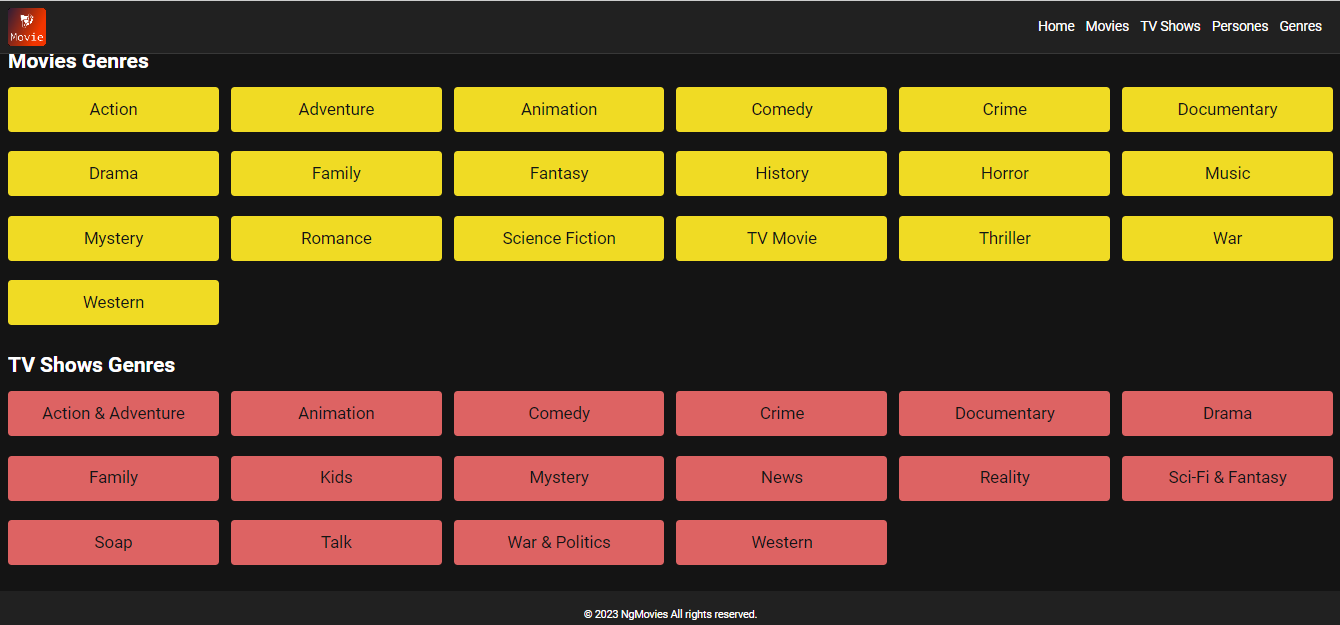 Movie
Home Movies TV Shows Persones Genres
Movies Genres
Action Adventure Animation Comedy Crime Documentary
Drama Family Fantasy History Horror Music
Mystery Romance Science Fiction TV Movie Thriller War
Western
TV Shows Genres
Action & Adventure Animation Comedy Crime Documentary Drama
Family Kids Mystery News Reality Sci-Fi & Fantasy
Soap Talk War & Politics Western
© 2023 NgMovies All rights reserved.